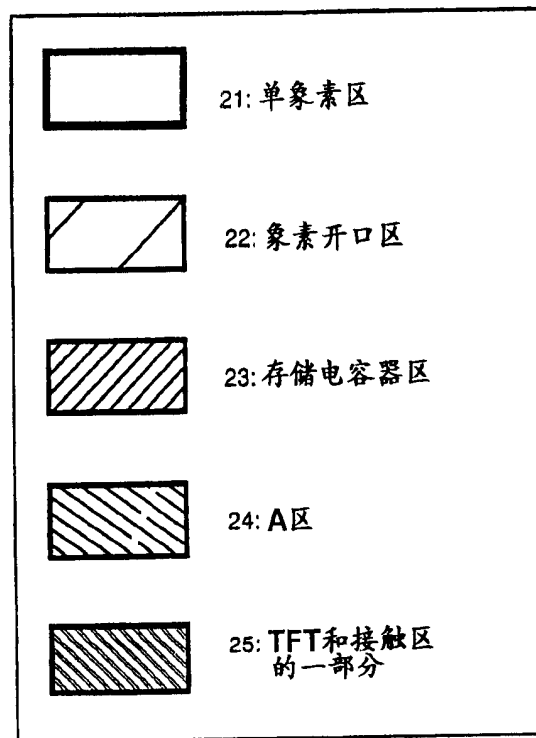 21: 单象素区
22: 象素开口区
23: 存储电容器区
24: A区
25: TFT和接触区
的一部分